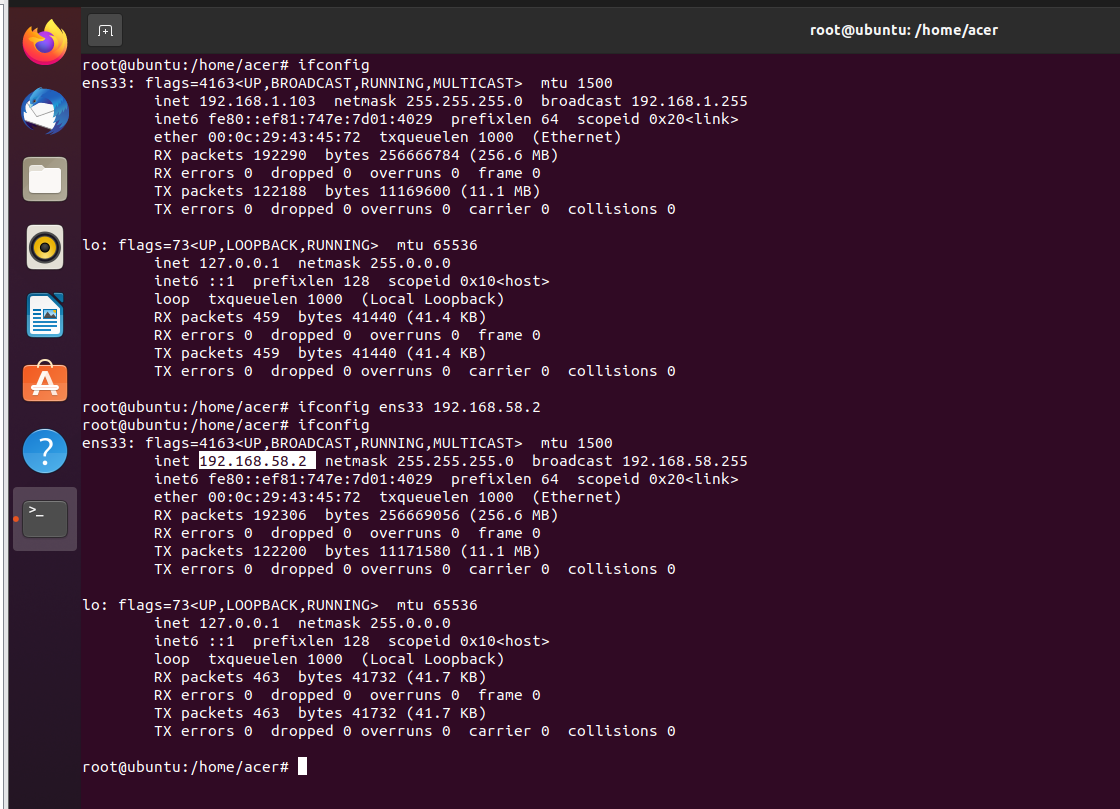 root@ubuntu: /home/acer
root@ubuntu:/home/acer# ifconfig
ens33: flags=4163<UP,BROADCAST,RUNNING,MULTICAST>  mtu 1500
        inet 192.168.1.103  netmask 255.255.255.0  broadcast 192.168.1.255
        inet6 fe80::ef81:747e:7d01:4029  prefixlen 64  scopeid 0x20<link>
        ether 00:0c:29:43:45:72  txqueuelen 1000  (Ethernet)
        RX packets 192290  bytes 256666784 (256.6 MB)
        RX errors 0  dropped 0  overruns 0  frame 0
        TX packets 122188  bytes 11169600 (11.1 MB)
        TX errors 0  dropped 0 overruns 0  carrier 0  collisions 0

lo: flags=73<UP,LOOPBACK,RUNNING>  mtu 65536
        inet 127.0.0.1  netmask 255.0.0.0
        inet6 ::1  prefixlen 128  scopeid 0x10<host>
        loop  txqueuelen 1000  (Local Loopback)
        RX packets 459  bytes 41440 (41.4 KB)
        RX errors 0  dropped 0  overruns 0  frame 0
        TX packets 459  bytes 41440 (41.4 KB)
        TX errors 0  dropped 0 overruns 0  carrier 0  collisions 0

root@ubuntu:/home/acer# ifconfig ens33 192.168.58.2
root@ubuntu:/home/acer# ifconfig
ens33: flags=4163<UP,BROADCAST,RUNNING,MULTICAST>  mtu 1500
        inet 192.168.58.2  netmask 255.255.255.0  broadcast 192.168.58.255
        inet6 fe80::ef81:747e:7d01:4029  prefixlen 64  scopeid 0x20<link>
        ether 00:0c:29:43:45:72  txqueuelen 1000  (Ethernet)
        RX packets 192306  bytes 256669056 (256.6 MB)
        RX errors 0  dropped 0  overruns 0  frame 0
        TX packets 122200  bytes 11171580 (11.1 MB)
        TX errors 0  dropped 0 overruns 0  carrier 0  collisions 0

lo: flags=73<UP,LOOPBACK,RUNNING>  mtu 65536
        inet 127.0.0.1  netmask 255.0.0.0
        inet6 ::1  prefixlen 128  scopeid 0x10<host>
        loop  txqueuelen 1000  (Local Loopback)
        RX packets 463  bytes 41732 (41.7 KB)
        RX errors 0  dropped 0  overruns 0  frame 0
        TX packets 463  bytes 41732 (41.7 KB)
        TX errors 0  dropped 0 overruns 0  carrier 0  collisions 0

root@ubuntu:/home/acer#